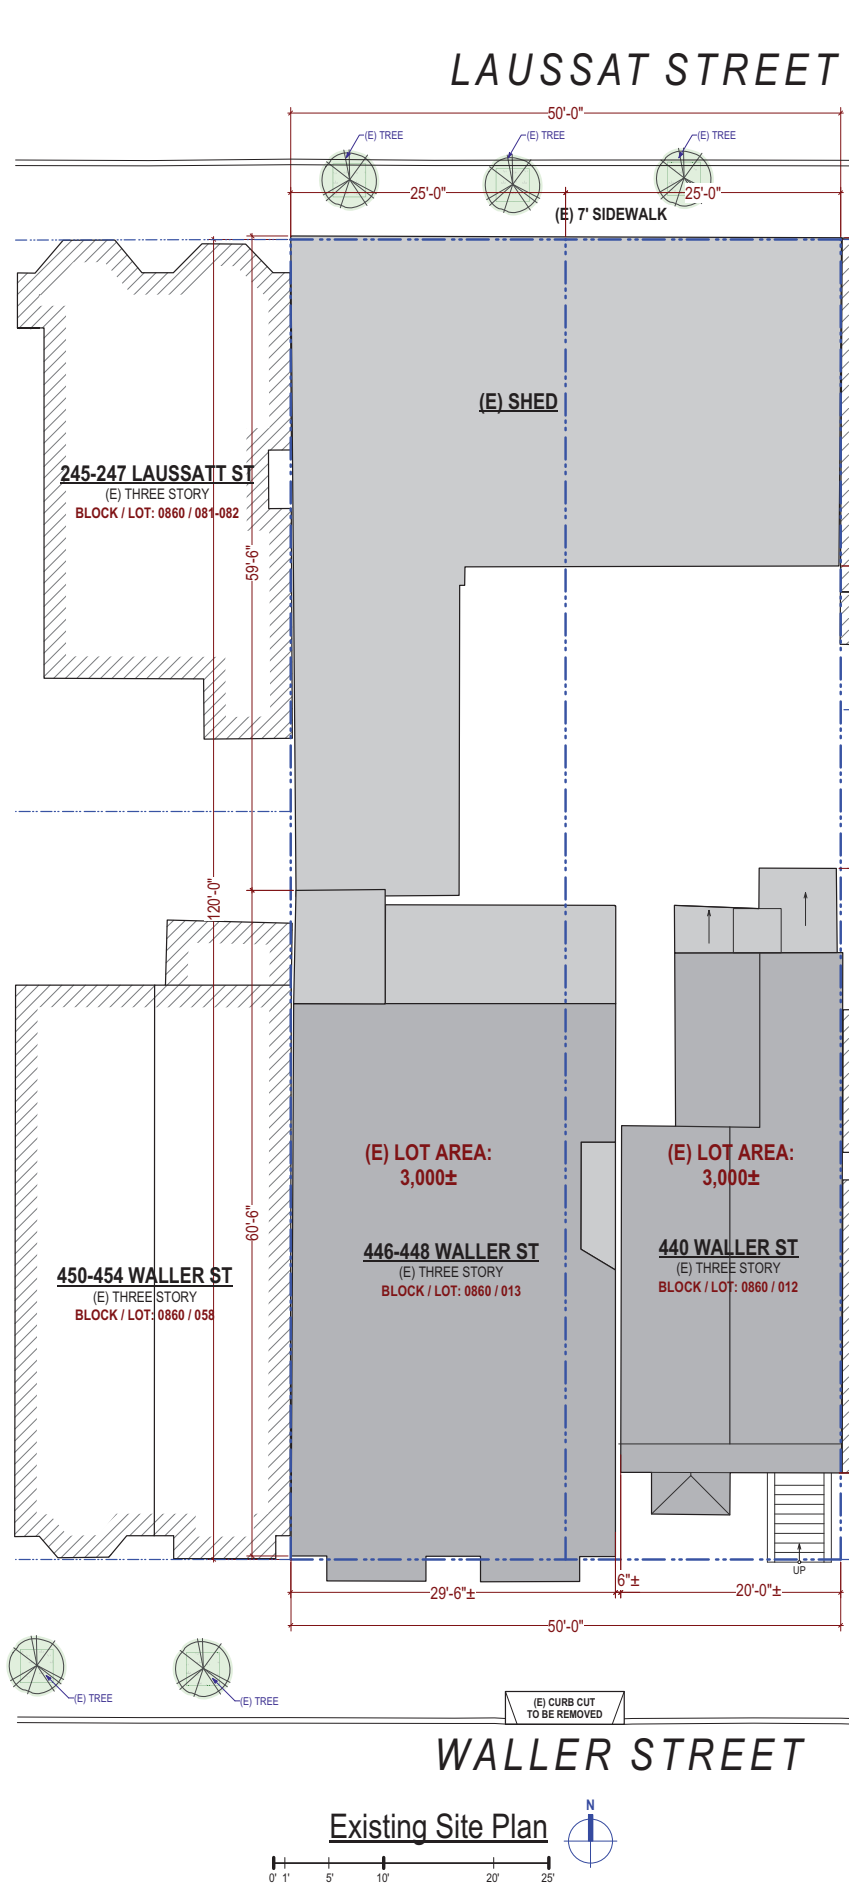 LAUSSAT STREET
50'-0"
(E) TREE
(E) TREE
(E) TREE
25'-0"
25'-0"
(E) 7' SIDEWALK
(E) SHED
245-247 LAUSSATT ST
(E) THREE STORY
BLOCK / LOT: 0860 / 081-082
59'-6"
120'-0"
(E) LOT AREA:
3,000±
(E) LOT AREA:
3,000±
60'-6"
446-448 WALLER ST
(E) THREE STORY
BLOCK / LOT: 0860 / 013
440 WALLER ST
(E) THREE STORY
BLOCK / LOT: 0860 / 012
450-454 WALLER ST
(E) THREE STORY
BLOCK / LOT: 0860 / 058
UP
29'-6"±
6"±
20'-0"±
50'-0"
(E) TREE
(E) TREE
(E) CURB CUT
TO BE REMOVED
WALLER STREET
Existing Site Plan
N
0' 1' 5' 10' 20' 25'